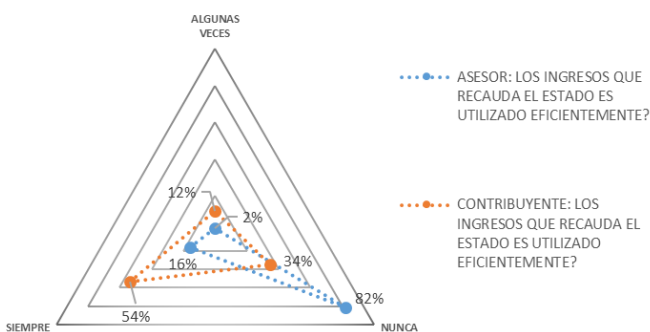 ALGUNAS
VECES
ASESOR: LOS INGRESOS QUE
RECAUDA EL ESTADO ES
UTILIZADO EFICIENTEMENTE?
12%
2%
CONTRIBUYENTE: LOS
INGRESOS QUE RECAUDA EL
ESTADO ES UTILIZADO
EFICIENTEMENTE?
16%
34%
82%
54%
SIEMPRE
NUNCA